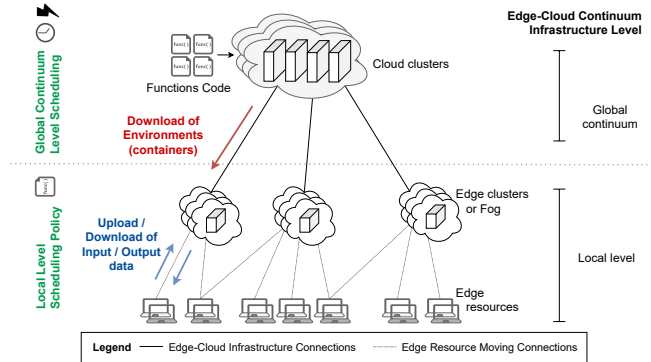 Edge-Cloud Continuum
Infrastructure Level
Global Continuum
Level Scheduling
func()
func()
func()
func()
Functions Code
Cloud clusters
Download of
Environments
(containers)
Global
continuum
func()
Local Level
Scheduling Policy
Upload /
Download of
Input / Output
data
Edge clusters
or Fog
Local level
Edge
resources
Legend
Edge-Cloud Infrastructure Connections
Edge Resource Moving Connections